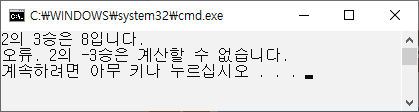 C:\WINDOWS\system32\cmd.exe
2의 3승은 8입니다.
오류. 2의 -3승은 계산할 수 없습니다.
계속하려면 아무 키나 누르십시오 . . .